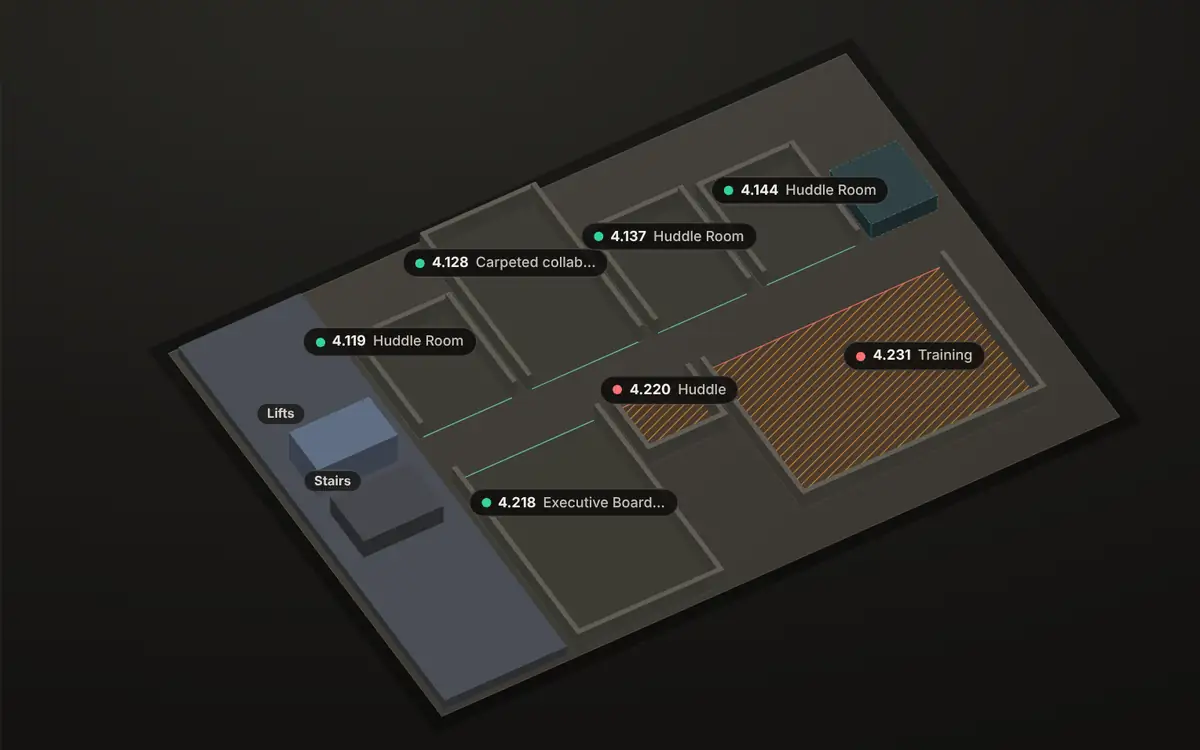 4.144 Huddle Room
4.137 Huddle Room
4.128 Carpeted collab...
4.119 Huddle Room
4.231 Training
4.220 Huddle
Lifts
Stairs
4.218 Executive Board...